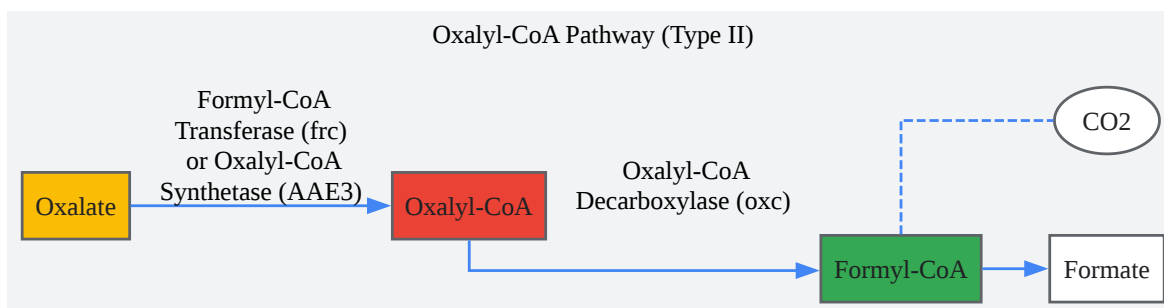 Oxalyl-CoA Pathway (Type II)
Formyl-CoA
Transferase (frc)
or Oxalyl-CoA
Synthetase (AAE3)
CO2
Oxalyl-CoA
Decarboxylase (oxc)
Oxalate
Oxalyl-CoA
Formyl-CoA
Formate